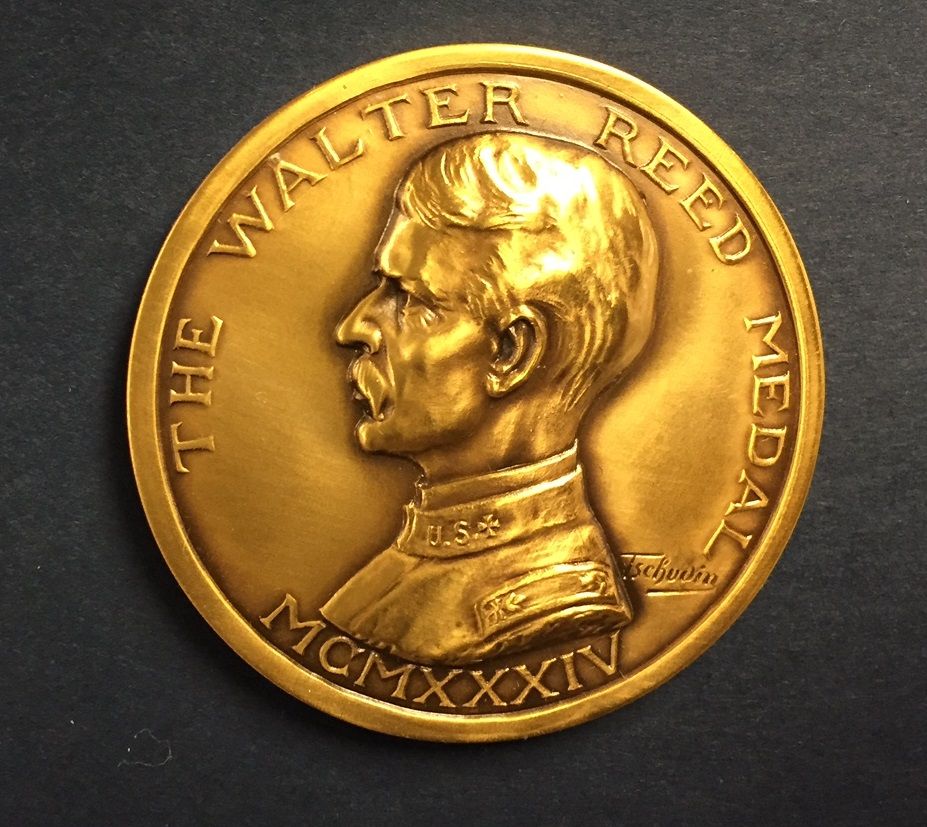 THE WALTER REED MEDAL
U.S.
Tschudin
MCMXXXIV